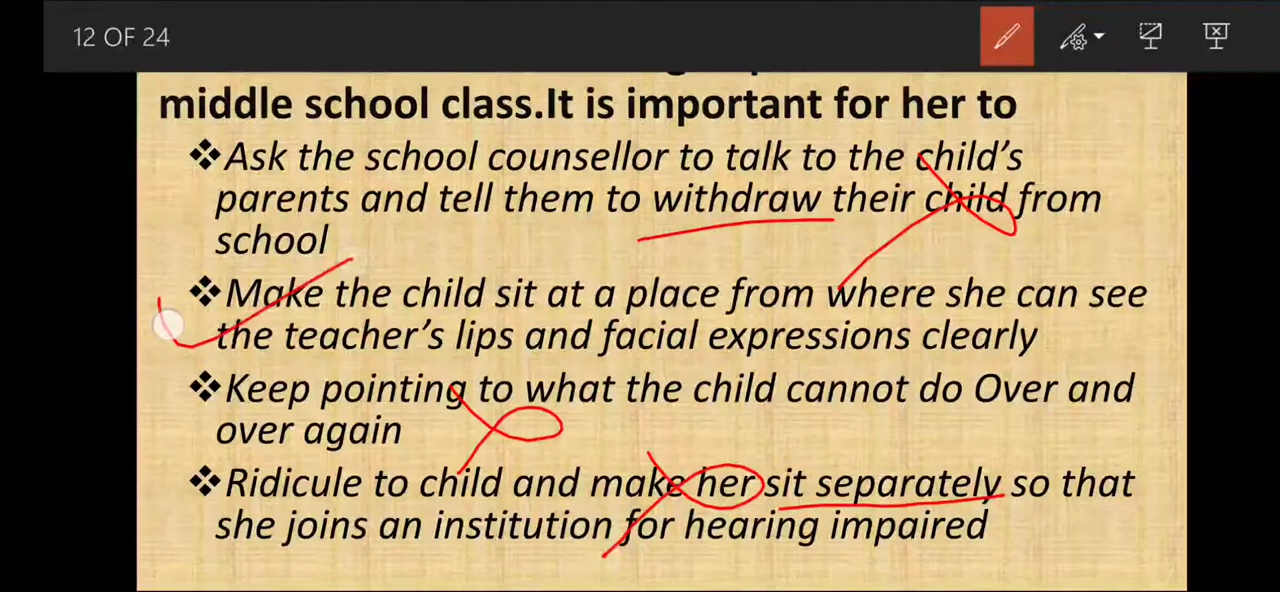 12 OF 24
middle school class.It is important for her to
❖Ask the school counsellor to talk to the child's
parents and tell them to withdraw their child from
school
❖Make the child sit at a place from where she can see
the teacher's lips and facial expressions clearly
❖Keep pointing to what the child cannot do Over and
over again
❖Ridicule to child and make her sit separately so that
she joins an institution for hearing impaired